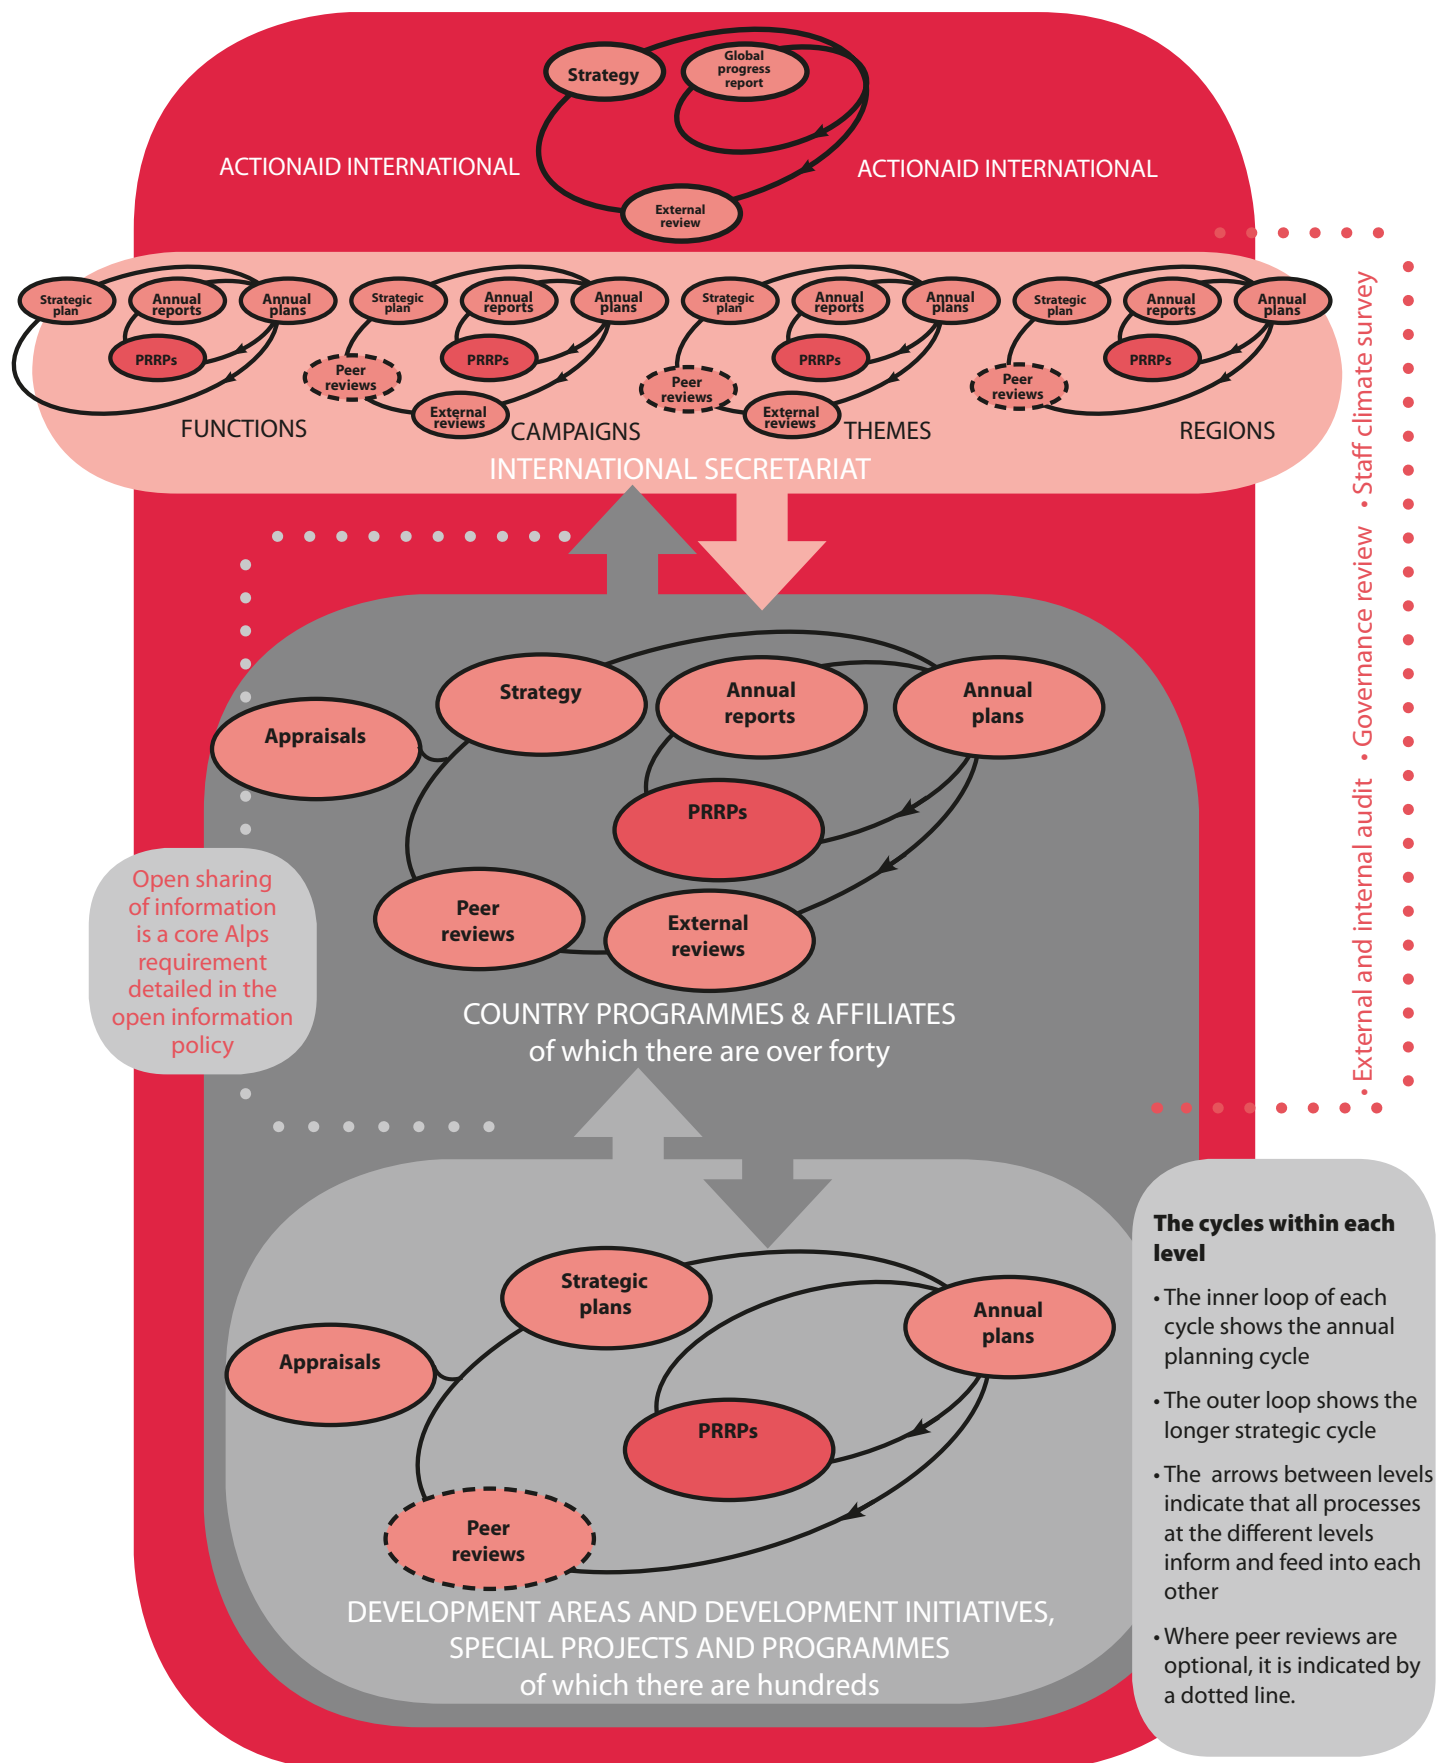 Strategy
Global
progress
report
ACTIONAID INTERNATIONAL
ACTIONAID INTERNATIONAL
External
review
Strategic
plan
Annual
reports
Annual
plans
PRRPs
FUNCTIONS
Strategic
plan
Annual
reports
Annual
plans
PRRPs
Peer
reviews
External
reviews
CAMPAIGNS
Strategic
plan
Annual
reports
Annual
plans
PRRPs
Peer
reviews
External
reviews
THEMES
Strategic
plan
Annual
reports
Annual
plans
PRRPs
Peer
reviews
REGIONS
INTERNATIONAL SECRETARIAT
• External and internal audit • Governance review • Staff climate survey
Strategy
Annual
reports
Annual
plans
Appraisals
PRRPs
Peer
reviews
External
reviews
COUNTRY PROGRAMMES & AFFILIATES
of which there are over forty
Open sharing
of information
is a core Alps
requirement
detailed in the
open information
policy
Strategic
plans
Annual
plans
Appraisals
PRRPs
Peer
reviews
DEVELOPMENT AREAS AND DEVELOPMENT INITIATIVES,
SPECIAL PROJECTS AND PROGRAMMES
of which there are hundreds
The cycles within each
level
• The inner loop of each
cycle shows the annual
planning cycle
• The outer loop shows the
longer strategic cycle
• The arrows between levels
indicate that all processes
at the different levels
inform and feed into each
other
• Where peer reviews are
optional, it is indicated by
a dotted line.